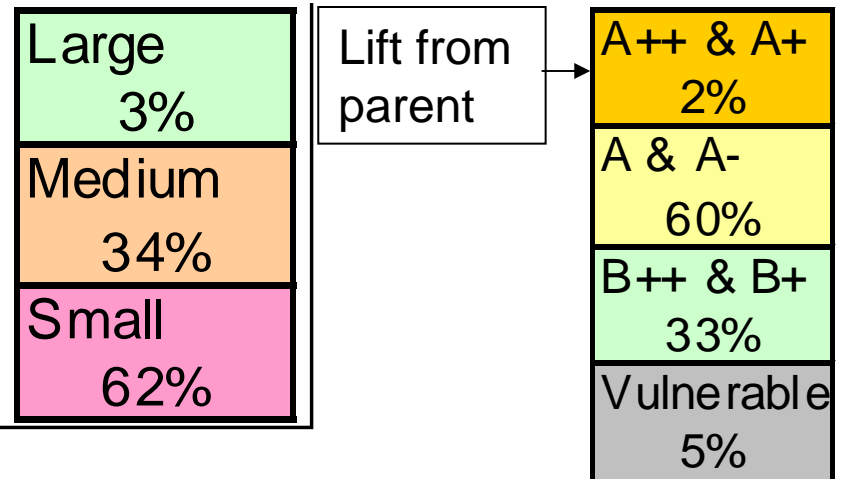 Large
3%
Medium
34%
Small
62%
Lift from
parent
A++ & A+
2%
A & A-
60%
B++ & B+
33%
Vulnerable
5%